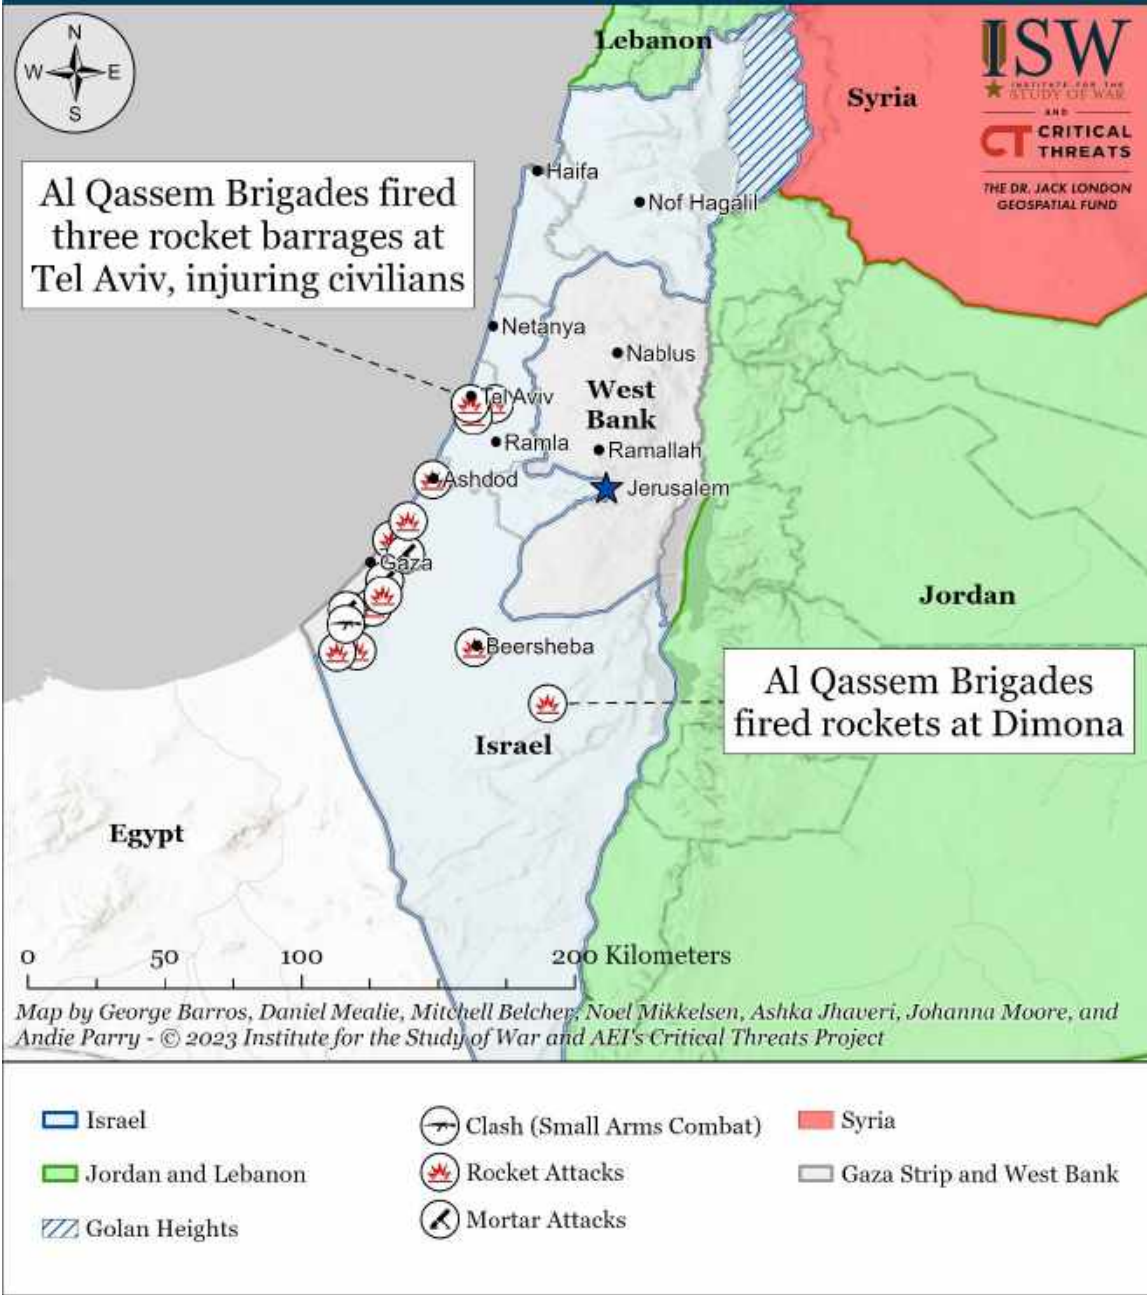 N
W E
S
Lebanon
Syria
ISW
INSTITUTE FOR THE
STUDY OF WAR
AND
CT CRITICAL
THREATS
THE DR. JACK LONDON
GEOSPATIAL FUND
Al Qassem Brigades fired
three rocket barrages at
Tel Aviv, injuring civilians
Haifa
Nof Hagalil
Netanya
Nablus
West
Bank
Tel Aviv
Ramla
Ramallah
Ashdod
Jerusalem
Gaza
Jordan
Beersheba
Al Qassem Brigades
fired rockets at Dimona
Israel
Egypt
0 50 100 200 Kilometers
Map by George Barros, Daniel Mealie, Mitchell Belcher, Noel Mikkelsen, Ashka Jhaveri, Johanna Moore, and
Andie Parry - © 2023 Institute for the Study of War and AEI's Critical Threats Project
Israel
Jordan and Lebanon
Golan Heights
Clash (Small Arms Combat)
Rocket Attacks
Mortar Attacks
Syria
Gaza Strip and West Bank